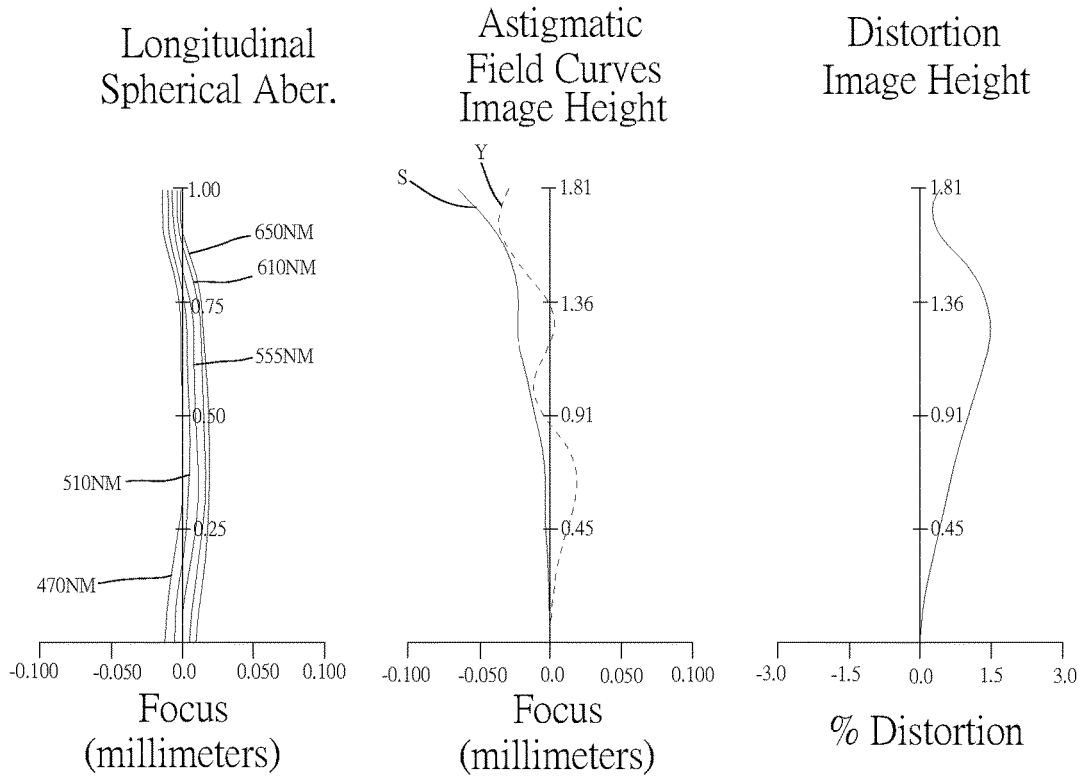 Longitudinal
Spherical Aber.
1.00
650NM
610NM
0.75
555NM
0.50
510NM
0.25
470NM
-0.100 -0.050 0.0 0.050 0.100
Focus
(millimeters)
Astigmatic
Field Curves
Image Height
Y
S
1.81
1.36
0.91
0.45
-0.100 -0.050 0.0 0.050 0.100
Focus
(millimeters)
Distortion
Image Height
1.81
1.36
0.91
0.45
-3.0 -1.5 0.0 1.5 3.0
% Distortion